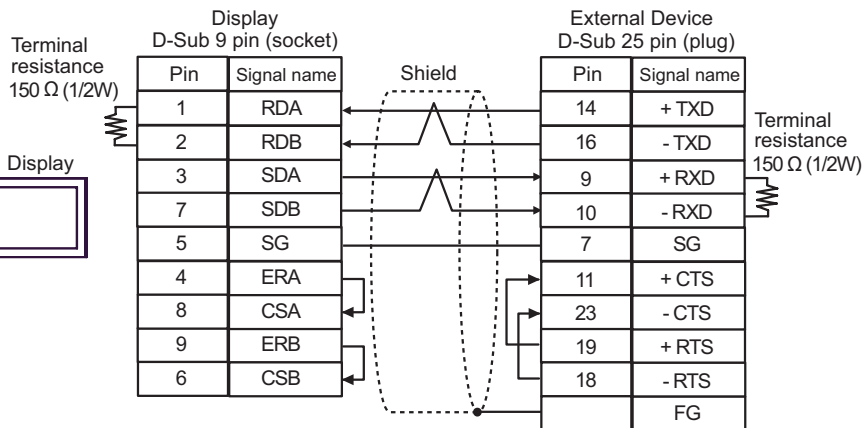 Display
D-Sub 9 pin (socket)
External Device
D-Sub 25 pin (plug)
Terminal
resistance
150 Ω (1/2W)
Pin Signal name Shield Pin Signal name
1 RDA 14 + TXD
2 RDB 16 - TXD
3 SDA 9 + RXD
7 SDB 10 - RXD
5 SG 7 SG
4 ERA 11 + CTS
8 CSA 23 - CTS
9 ERB 19 + RTS
6 CSB 18 - RTS
FG
Terminal
resistance
150 Ω (1/2W)
Display